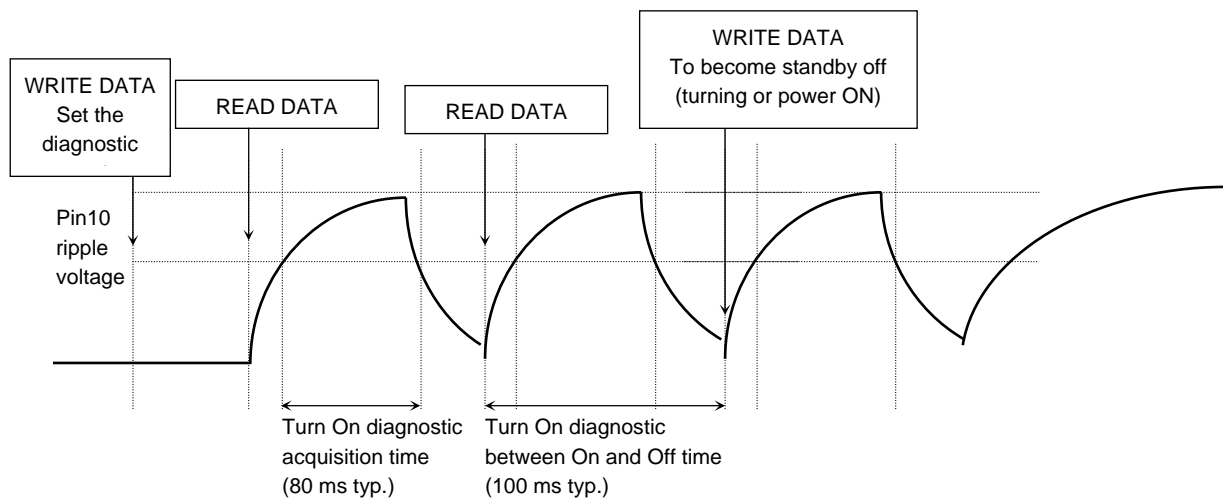 WRITE DATA
Set the
diagnostic
READ DATA
READ DATA
WRITE DATA
To become standby off
(turning or power ON)
Pin10
ripple
voltage
Turn On diagnostic
acquisition time
(80 ms typ.)
Turn On diagnostic
between On and Off time
(100 ms typ.)